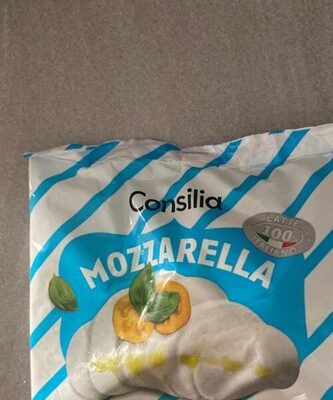 Consilia
LATTE
100%
ITALIANO
MOZZARELLA